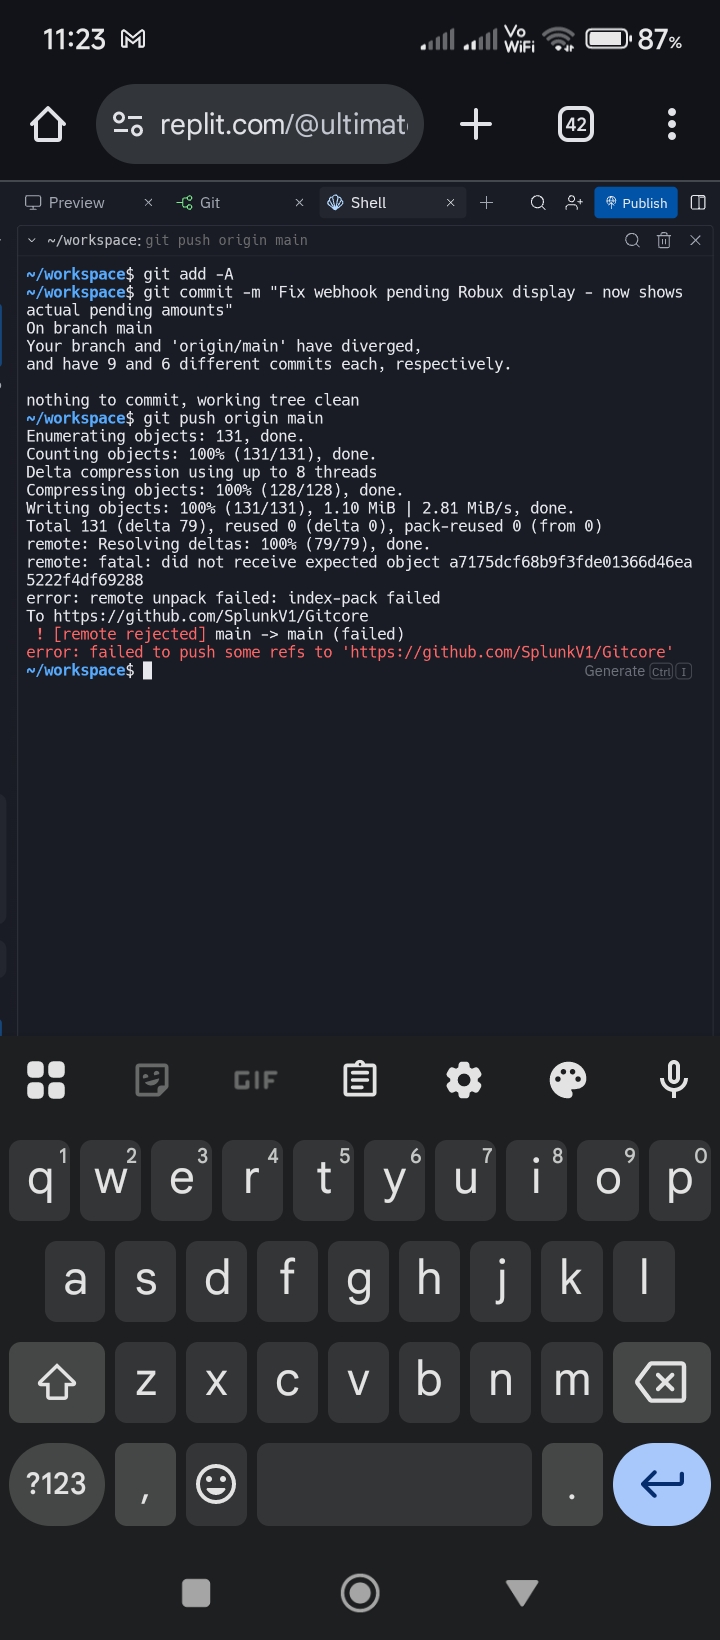 11:23
Vo
WiFi
87%
replit.com/@ultimat
42
Preview
Git
Shell
Publish
~/workspace: git push origin main
~/workspace$ git add -A
~/workspace$ git commit -m "Fix webhook pending Robux display - now shows
actual pending amounts"
On branch main
Your branch and 'origin/main' have diverged,
and have 9 and 6 different commits each, respectively.
nothing to commit, working tree clean
~/workspace$ git push origin main
Enumerating objects: 131, done.
Counting objects: 100% (131/131), done.
Delta compression using up to 8 threads
Compressing objects: 100% (128/128), done.
Writing objects: 100% (131/131), 1.10 MiB | 2.81 MiB/s, done.
Total 131 (delta 79), reused 0 (delta 0), pack-reused 0 (from 0)
remote: Resolving deltas: 100% (79/79), done.
remote: fatal: did not receive expected object a7175dcf68b9f3fde01366d46ea
5222f4df69288
error: remote unpack failed: index-pack failed
To https://github.com/SplunkV1/Gitcore
! [remote rejected] main -> main (failed)
error: failed to push some refs to 'https://github.com/SplunkV1/Gitcore'
~/workspace$
Generate Ctrl I
GIF
q1 w2 e3 r4 t5 y6 u7 i8 o9 p0
a s d f g h j k l
z x c v b n m
?123 , .